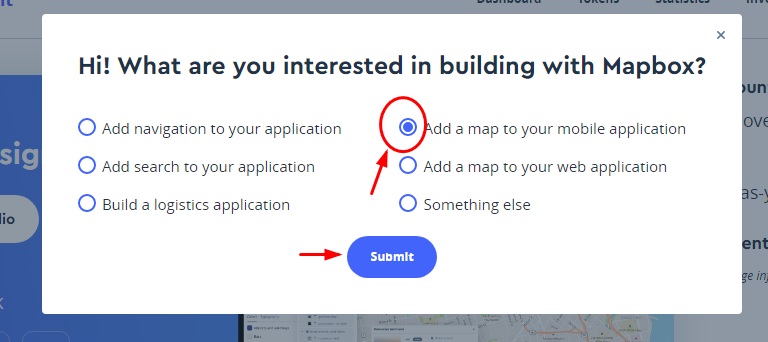 Dashboard Tokens Statistics
×
Hi! What are you interested in building with Mapbox?
Add navigation to your application
Add a map to your mobile application
Add search to your application
Add a map to your web application
Build a logistics application
Something else
Submit